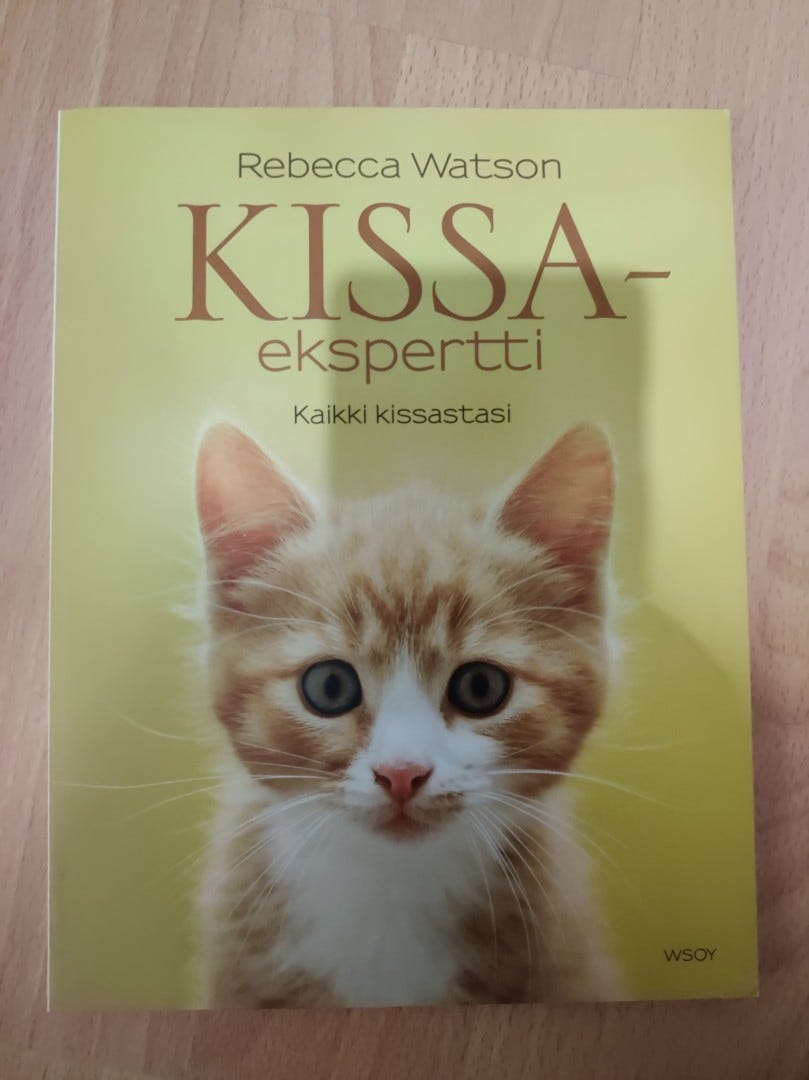 Rebecca Watson
KISSA-
ekspertti
Kaikki kissastasi
WSOY